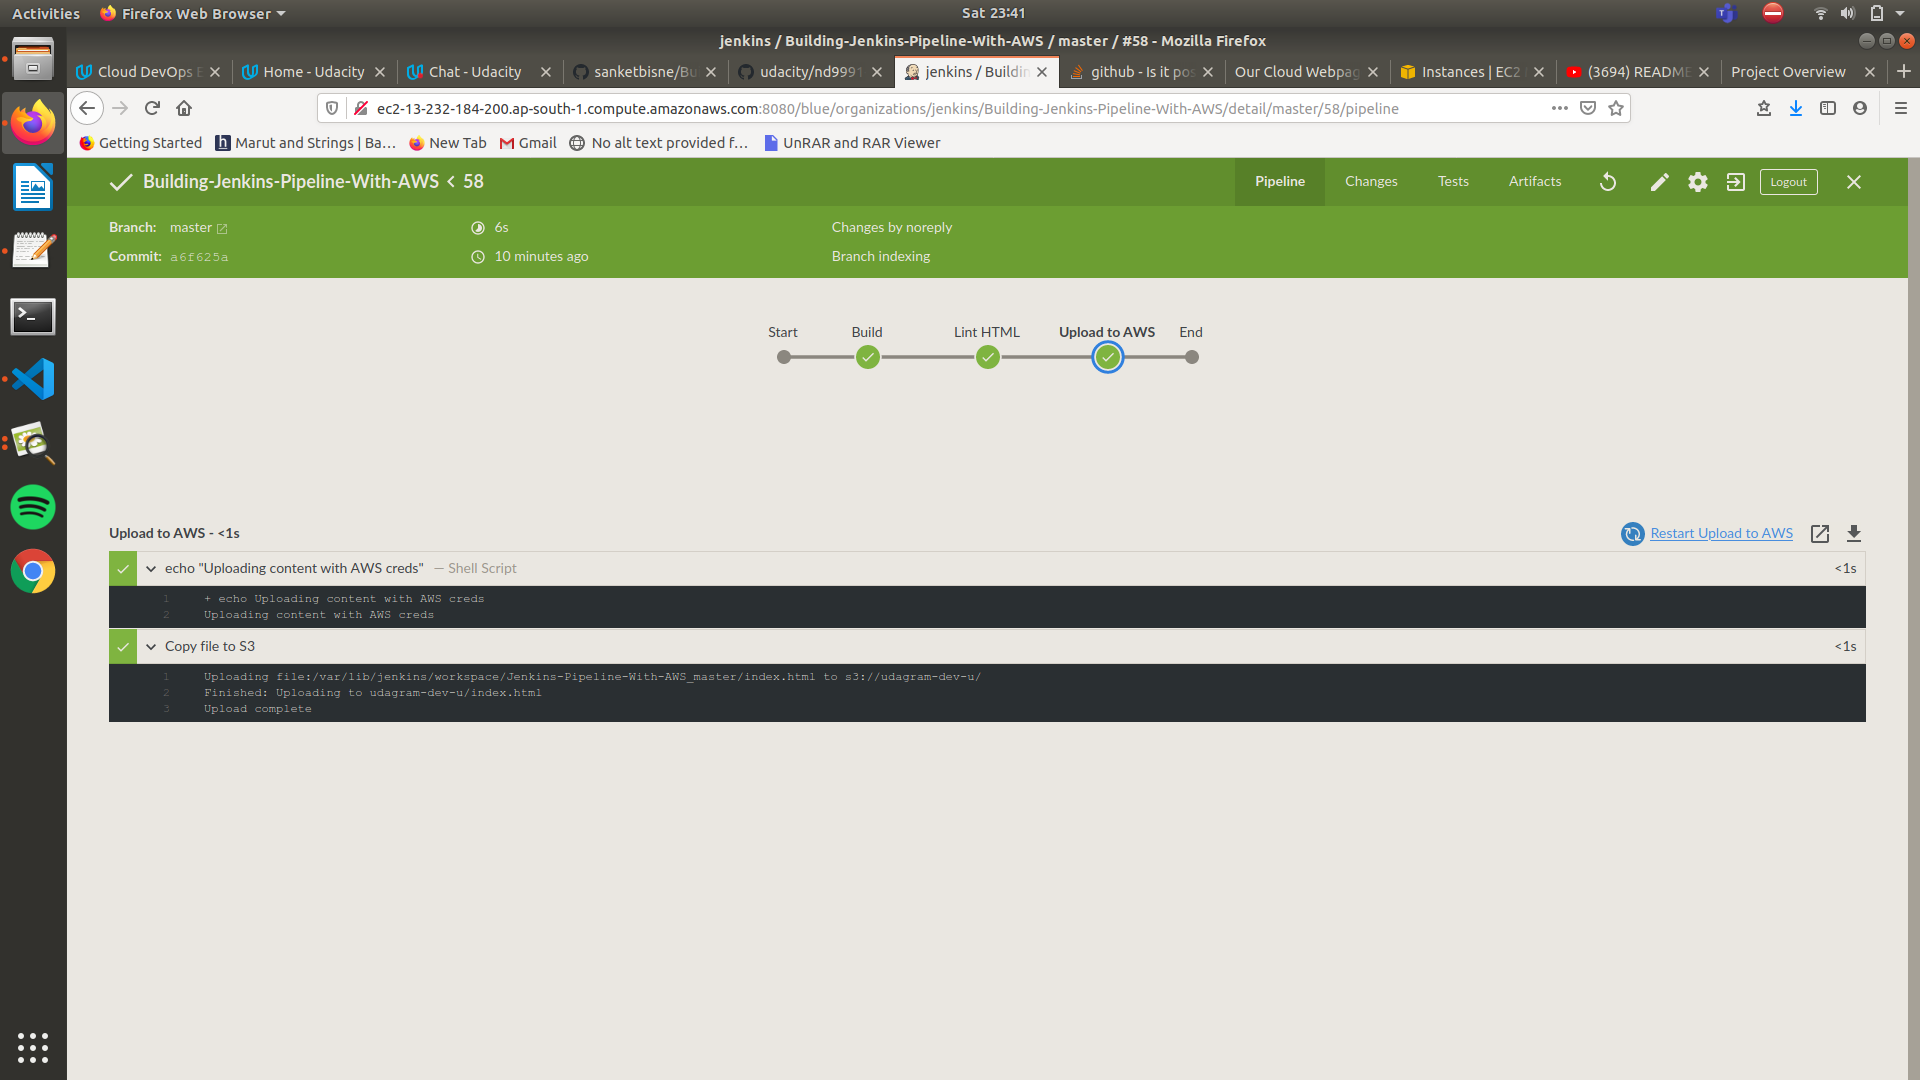 Activities
Firefox Web Browser
Sat 23:41
jenkins / Building-Jenkins-Pipeline-With-AWS / master / #58 - Mozilla Firefox
Cloud DevOps E
Home - Udacity
Chat - Udacity
sanketbisne/Bu
udacity/nd9991
jenkins / Buildin
github - Is it pos
Our Cloud Webpag
Instances | EC2
(3694) README
Project Overview
ec2-13-232-184-200.ap-south-1.compute.amazonaws.com:8080/blue/organizations/jenkins/Building-Jenkins-Pipeline-With-AWS/detail/master/58/pipeline
Getting Started
Marut and Strings | Ba…
New Tab
Gmail
No alt text provided f…
UnRAR and RAR Viewer
Building-Jenkins-Pipeline-With-AWS < 58
Pipeline
Changes
Tests
Artifacts
Logout
Branch: master
6s
Changes by noreply
Commit: a6f625a
10 minutes ago
Branch indexing
Start
Build
Lint HTML
Upload to AWS
End
Upload to AWS - <1s
Restart Upload to AWS
echo "Uploading content with AWS creds" — Shell Script
<1s
1 + echo Uploading content with AWS creds
2 Uploading content with AWS creds
Copy file to S3
<1s
1 Uploading file:/var/lib/jenkins/workspace/Jenkins-Pipeline-With-AWS_master/index.html to s3://udagram-dev-u/
2 Finished: Uploading to udagram-dev-u/index.html
3 Upload complete